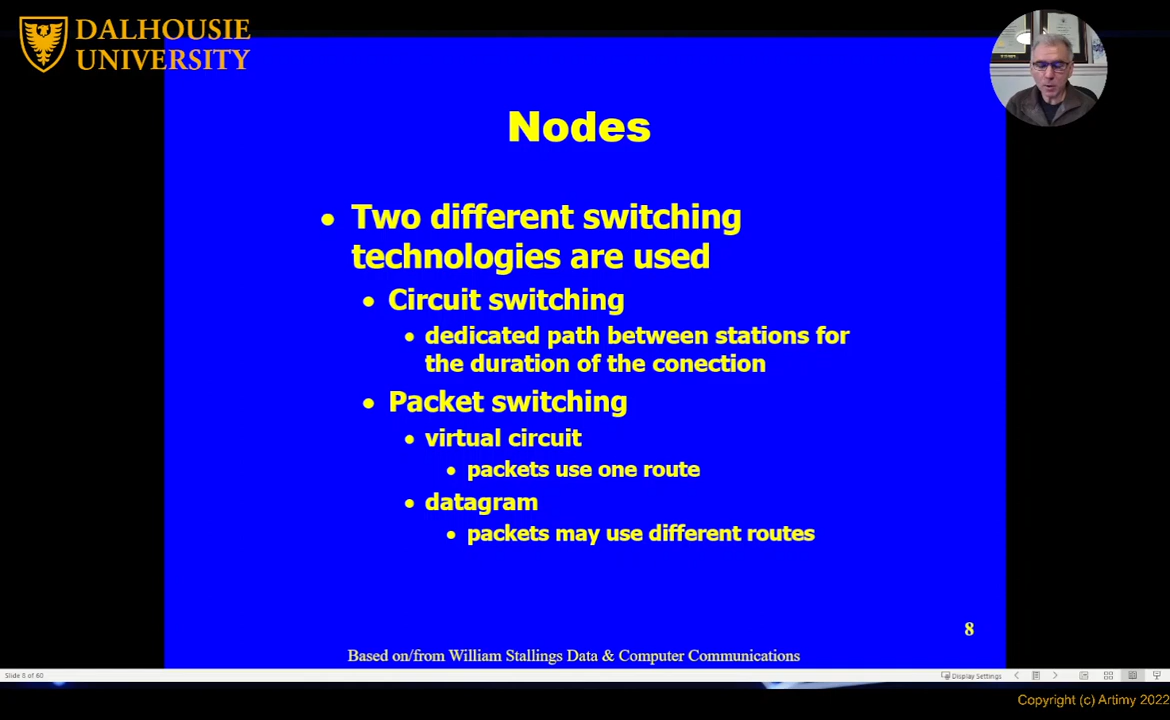 DALHOUSIE
UNIVERSITY
Nodes
• Two different switching
technologies are used
• Circuit switching
• dedicated path between stations for
the duration of the conection
• Packet switching
• virtual circuit
• packets use one route
• datagram
• packets may use different routes
8
Based on/from William Stallings Data & Computer Communications
Slide 8 of 60
Display Settings
Copyright (c) Artimy 2022